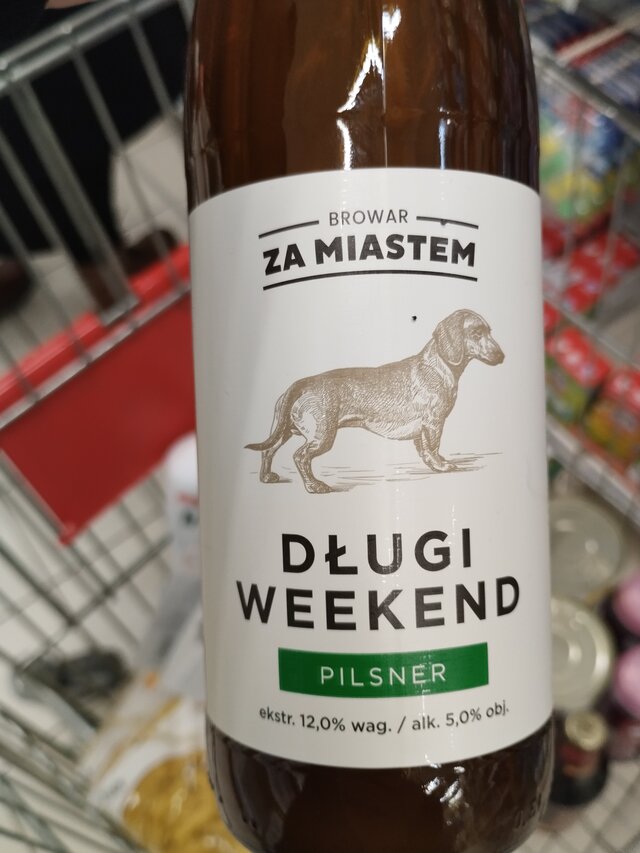 BROWAR
ZA MIASTEM
DŁUGI
WEEKEND
PILSNER
ekstr. 12,0% wag. / alk. 5,0% obj.